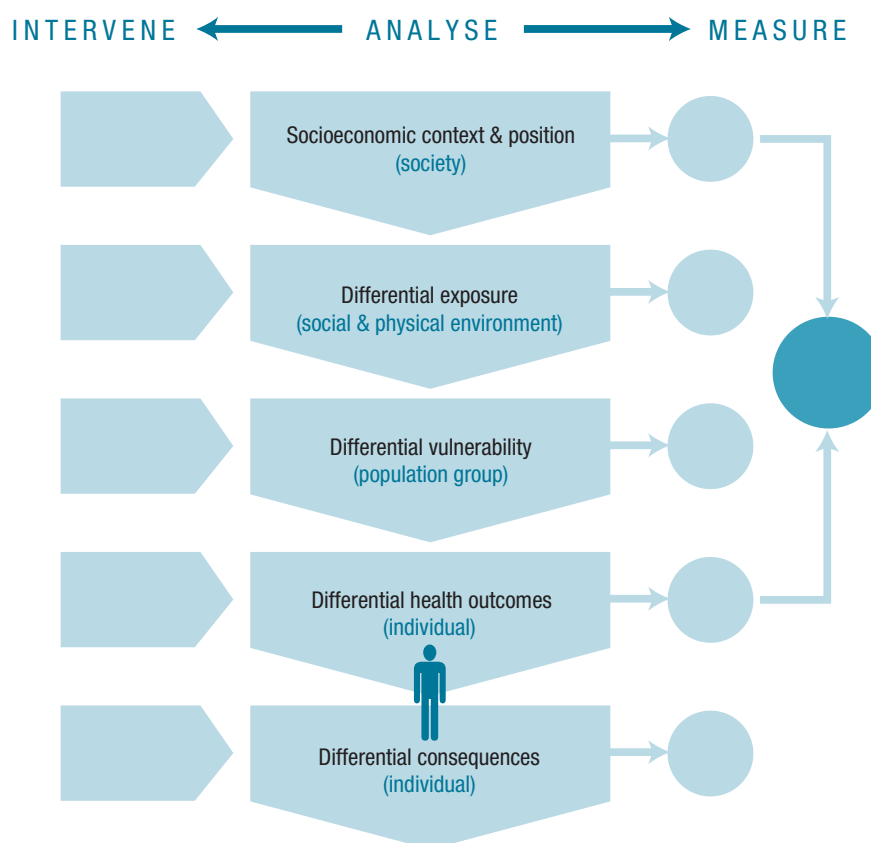 INTERVENE ANALYSE MEASURE
Socioeconomic context & position
(society)
Differential exposure
(social & physical environment)
Differential vulnerability
(population group)
Differential health outcomes
(individual)
Differential consequences
(individual)